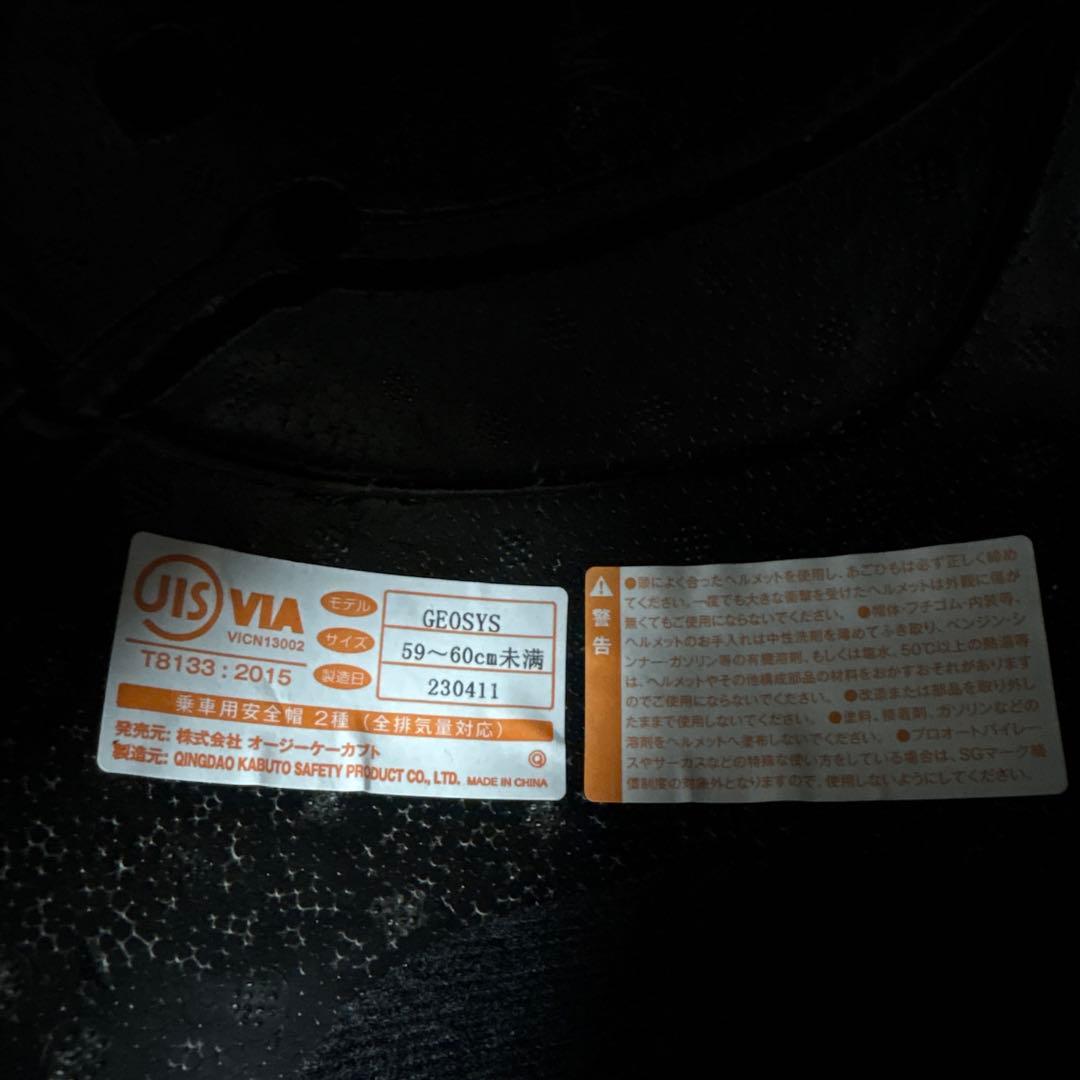 JIS
VIA
VICN13002
T8133:2015
モデル GEOSYS
サイズ 59〜60cm未満
製造日 230411
乗車用安全帽 2種(全排気量対応)
発売元: 株式会社 オージーケーカブト
製造元: QINGDAO KABUTO SAFETY PRODUCT CO., LTD. MADE IN CHINA
Q
警告
●頭によく合ったヘルメットを使用し、あごひもは必ず正しく締め
てください。一度でも大きな衝撃を受けたヘルメットは外観に傷が
無くてもご使用にならないでください。 ●帽体・フチゴム・内装等、
ヘルメットのお手入れは中性洗剤を薄めてふき取り、ベンジン・シ
ンナー・ガソリン等の有機溶剤、もしくは塩水、50℃以上の熱湯等
は、ヘルメットやその他構成部品の材料をおかすおそれがあります
のでご使用にならないでください。 ●改造または部品を取り外し
たままで使用しないでください。 ●塗料、接着剤、ガソリンなどの
溶剤をヘルメットへ塗布しないでください。 ●プロオートバイレー
スやサーカスなどの特殊な使い方をしている場合は、SGマーク賠
償制度の対象外となりますので、使用しないようにしてください。